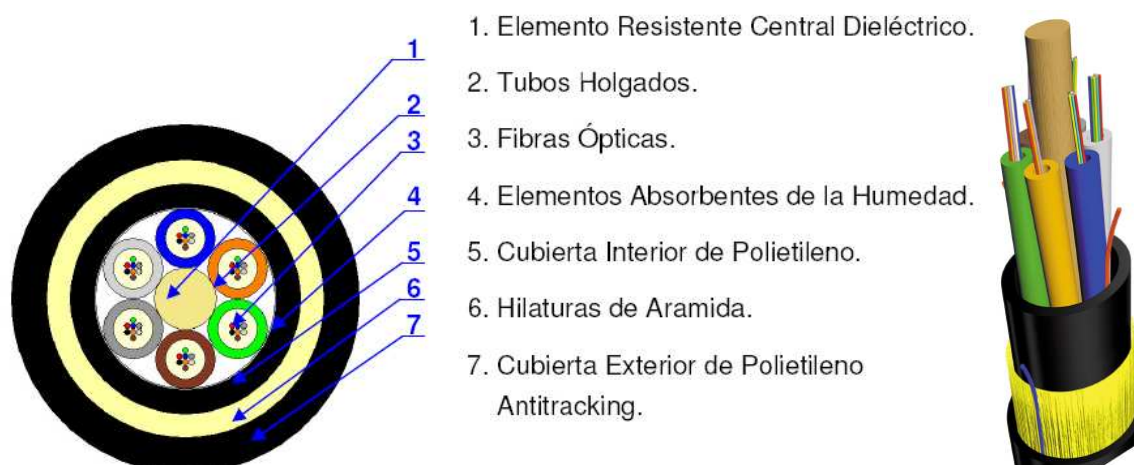 1
2
3
4
5
6
7
1. Elemento Resistente Central Dieléctrico.
2. Tubos Holgados.
3. Fibras Ópticas.
4. Elementos Absorbentes de la Humedad.
5. Cubierta Interior de Polietileno.
6. Hilaturas de Aramida.
7. Cubierta Exterior de Polietileno
Antitracking.